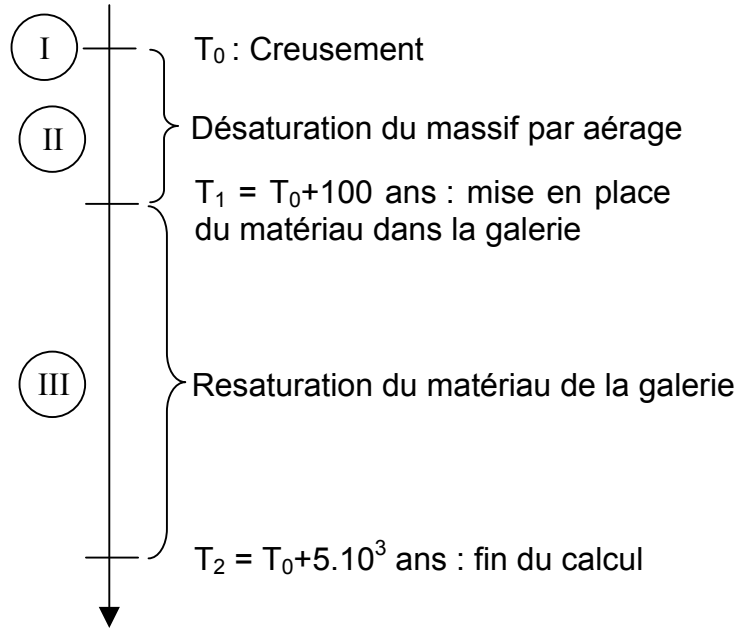 I
T₀ : Creusement
II
Désaturation du massif par aérage
T₁ = T₀+100 ans : mise en place
du matériau dans la galerie
III
Resaturation du matériau de la galerie
T₂ = T₀+5.10³ ans : fin du calcul